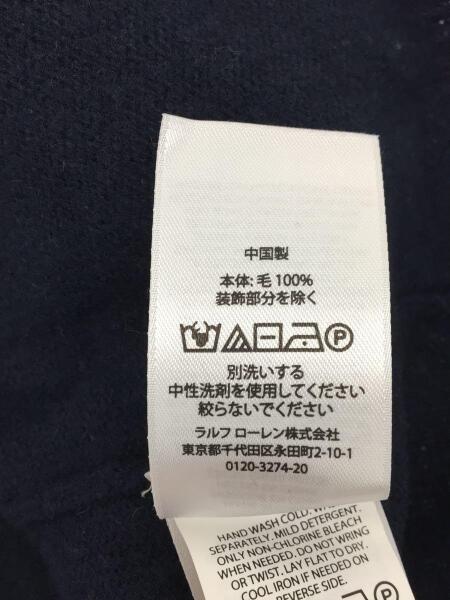 中国製
本体: 毛 100%
装飾部分を除く
P
別洗いする
中性洗剤を使用してください
絞らないでください
ラルフ ローレン株式会社
東京都千代田区永田町2-10-1
0120-3274-20
HAND WASH COLD.
SEPARATELY. MILD DETERGENT.
ONLY NON-CHLORINE BLEACH
WHEN NEEDED. DO NOT WRING
OR TWIST. LAY FLAT TO DRY.
COOL IRON IF NEEDED ON
REVERSE SIDE.
P